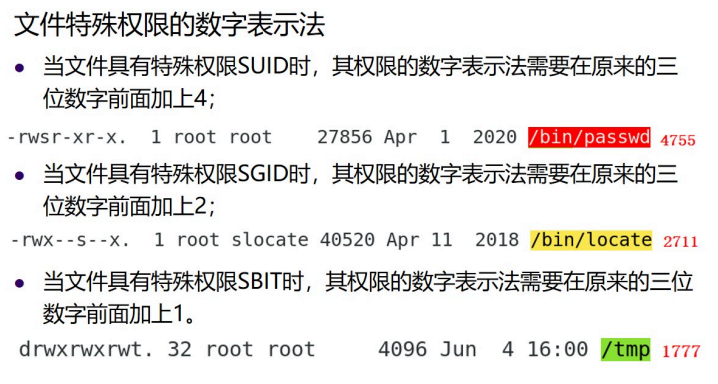 文件特殊权限的数字表示法
● 当文件具有特殊权限SUID时，其权限的数字表示法需要在原来的三
位数字前面加上4；
-rwsr-xr-x. 1 root root 27856 Apr 1 2020 /bin/passwd 4755
● 当文件具有特殊权限SGID时，其权限的数字表示法需要在原来的三
位数字前面加上2；
-rwx--s--x. 1 root slocate 40520 Apr 11 2018 /bin/locate 2711
● 当文件具有特殊权限SBIT时，其权限的数字表示法需要在原来的三位
数字前面加上1。
drwxrwxrwt. 32 root root 4096 Jun 4 16:00 /tmp 1777